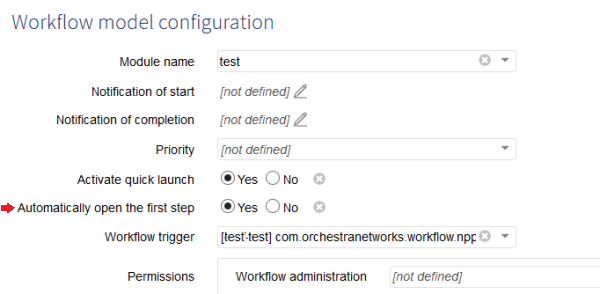 Workflow model configuration
Module name test
Notification of start [not defined]
Notification of completion [not defined]
Priority [not defined]
Activate quick launch Yes No
Automatically open the first step Yes No
Workflow trigger [test-test] com.orchestranetworks.workflow.npp
Permissions Workflow administration [not defined]